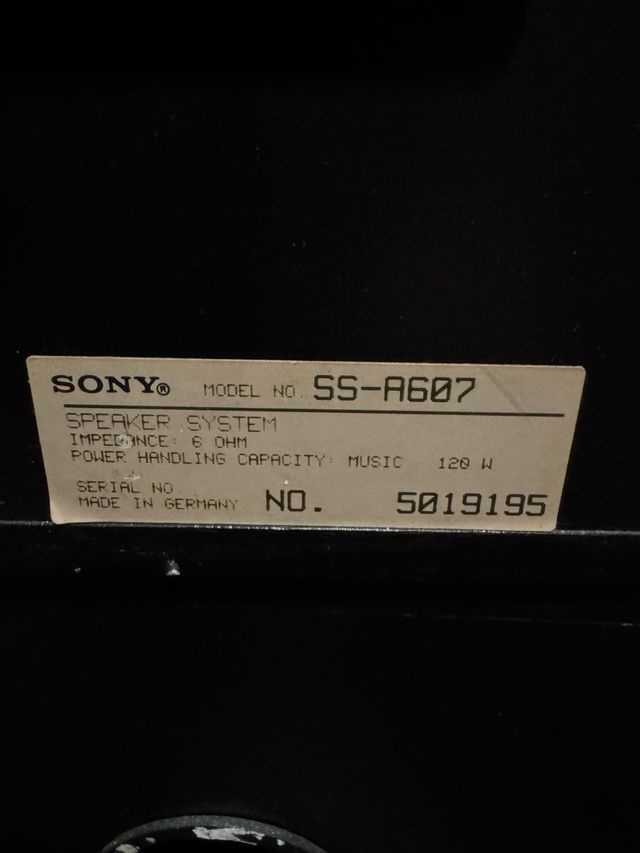 SONY® MODEL NO. SS-A607
SPEAKER SYSTEM
IMPEDANCE: 6 OHM
POWER HANDLING CAPACITY: MUSIC 120 W
SERIAL NO.
MADE IN GERMANY NO. 5019195